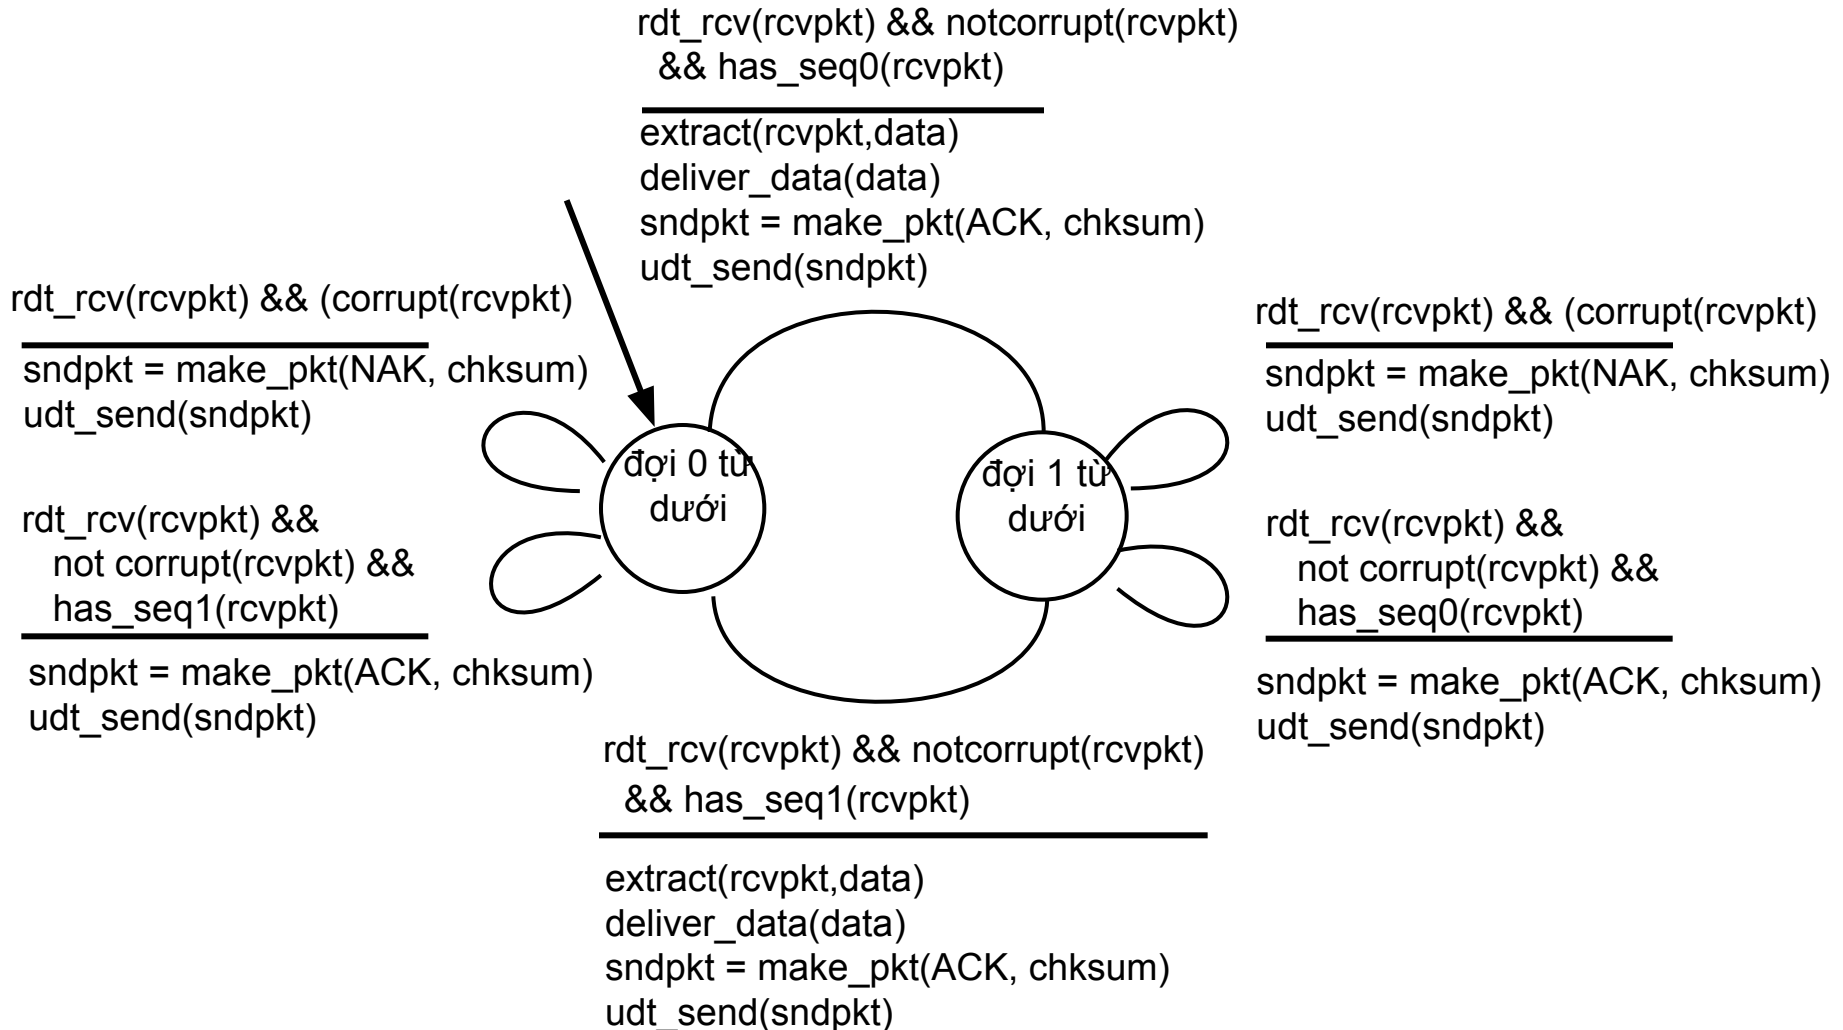 rdt_rcv(rcvpkt) && notcorrupt(rcvpkt)
&& has_seq0(rcvpkt)
extract(rcvpkt,data)
deliver_data(data)
sndpkt = make_pkt(ACK, chksum)
udt_send(sndpkt)
rdt_rcv(rcvpkt) && (corrupt(rcvpkt)
sndpkt = make_pkt(NAK, chksum)
udt_send(sndpkt)
rdt_rcv(rcvpkt) &&
not corrupt(rcvpkt) &&
has_seq1(rcvpkt)
sndpkt = make_pkt(ACK, chksum)
udt_send(sndpkt)
đợi 0 từ
dưới
đợi 1 từ
dưới
rdt_rcv(rcvpkt) && (corrupt(rcvpkt)
sndpkt = make_pkt(NAK, chksum)
udt_send(sndpkt)
rdt_rcv(rcvpkt) &&
not corrupt(rcvpkt) &&
has_seq0(rcvpkt)
sndpkt = make_pkt(ACK, chksum)
udt_send(sndpkt)
rdt_rcv(rcvpkt) && notcorrupt(rcvpkt)
&& has_seq1(rcvpkt)
extract(rcvpkt,data)
deliver_data(data)
sndpkt = make_pkt(ACK, chksum)
udt_send(sndpkt)